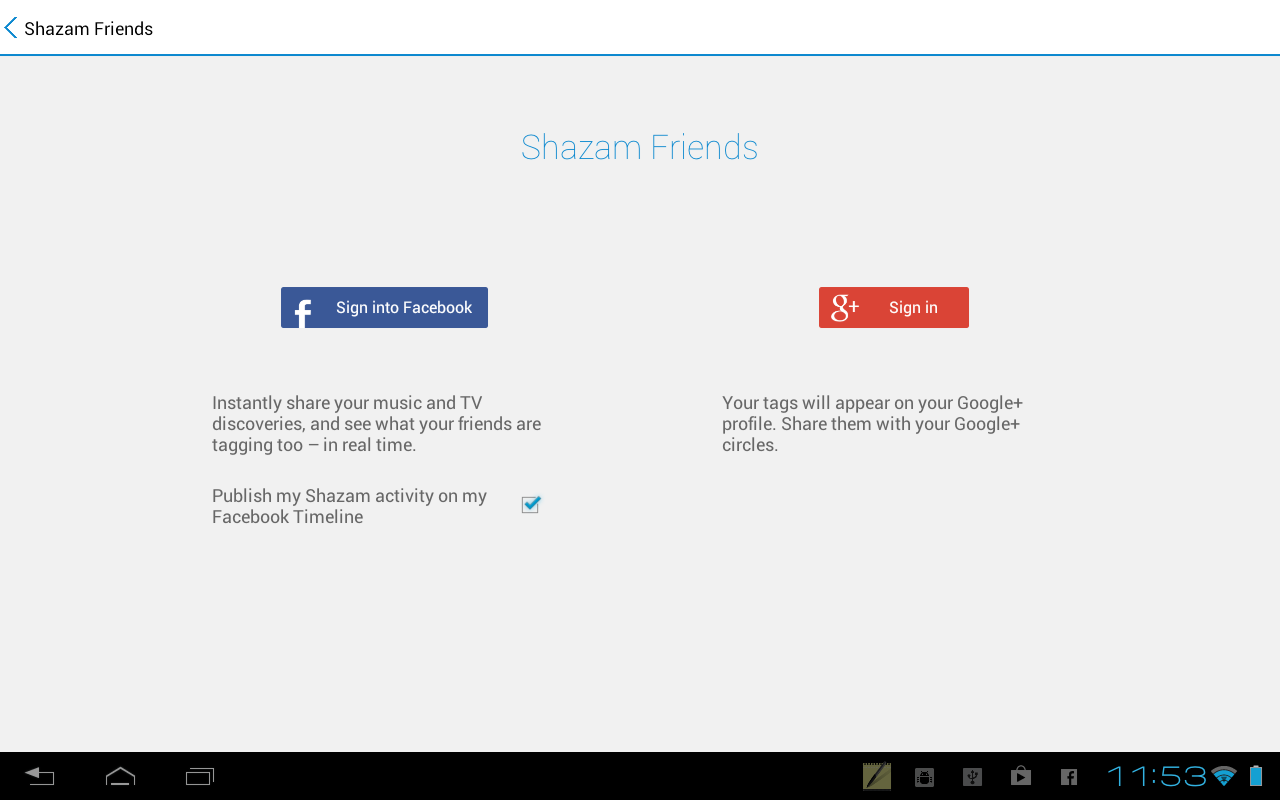 Shazam Friends
Shazam Friends
Sign into Facebook
Instantly share your music and TV
discoveries, and see what your friends are
tagging too – in real time.
Publish my Shazam activity on my
Facebook Timeline
g+ Sign in
Your tags will appear on your Google+
profile. Share them with your Google+
circles.
11:53